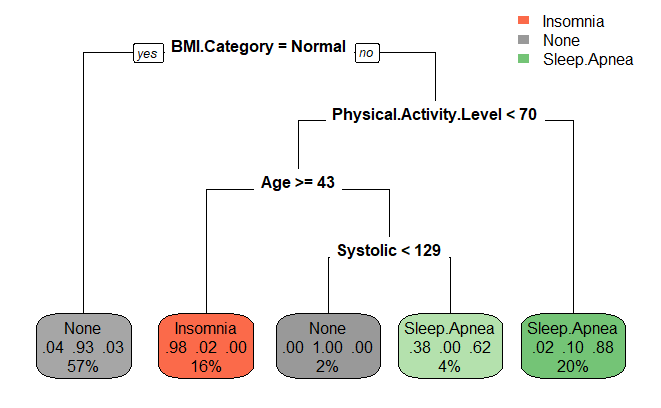 Insomnia
None
Sleep.Apnea
yes BMI.Category = Normal no
Physical.Activity.Level < 70
Age >= 43
Systolic < 129
None
.04 .93 .03
57%
Insomnia
.98 .02 .00
16%
None
.00 1.00 .00
2%
Sleep.Apnea
.38 .00 .62
4%
Sleep.Apnea
.02 .10 .88
20%